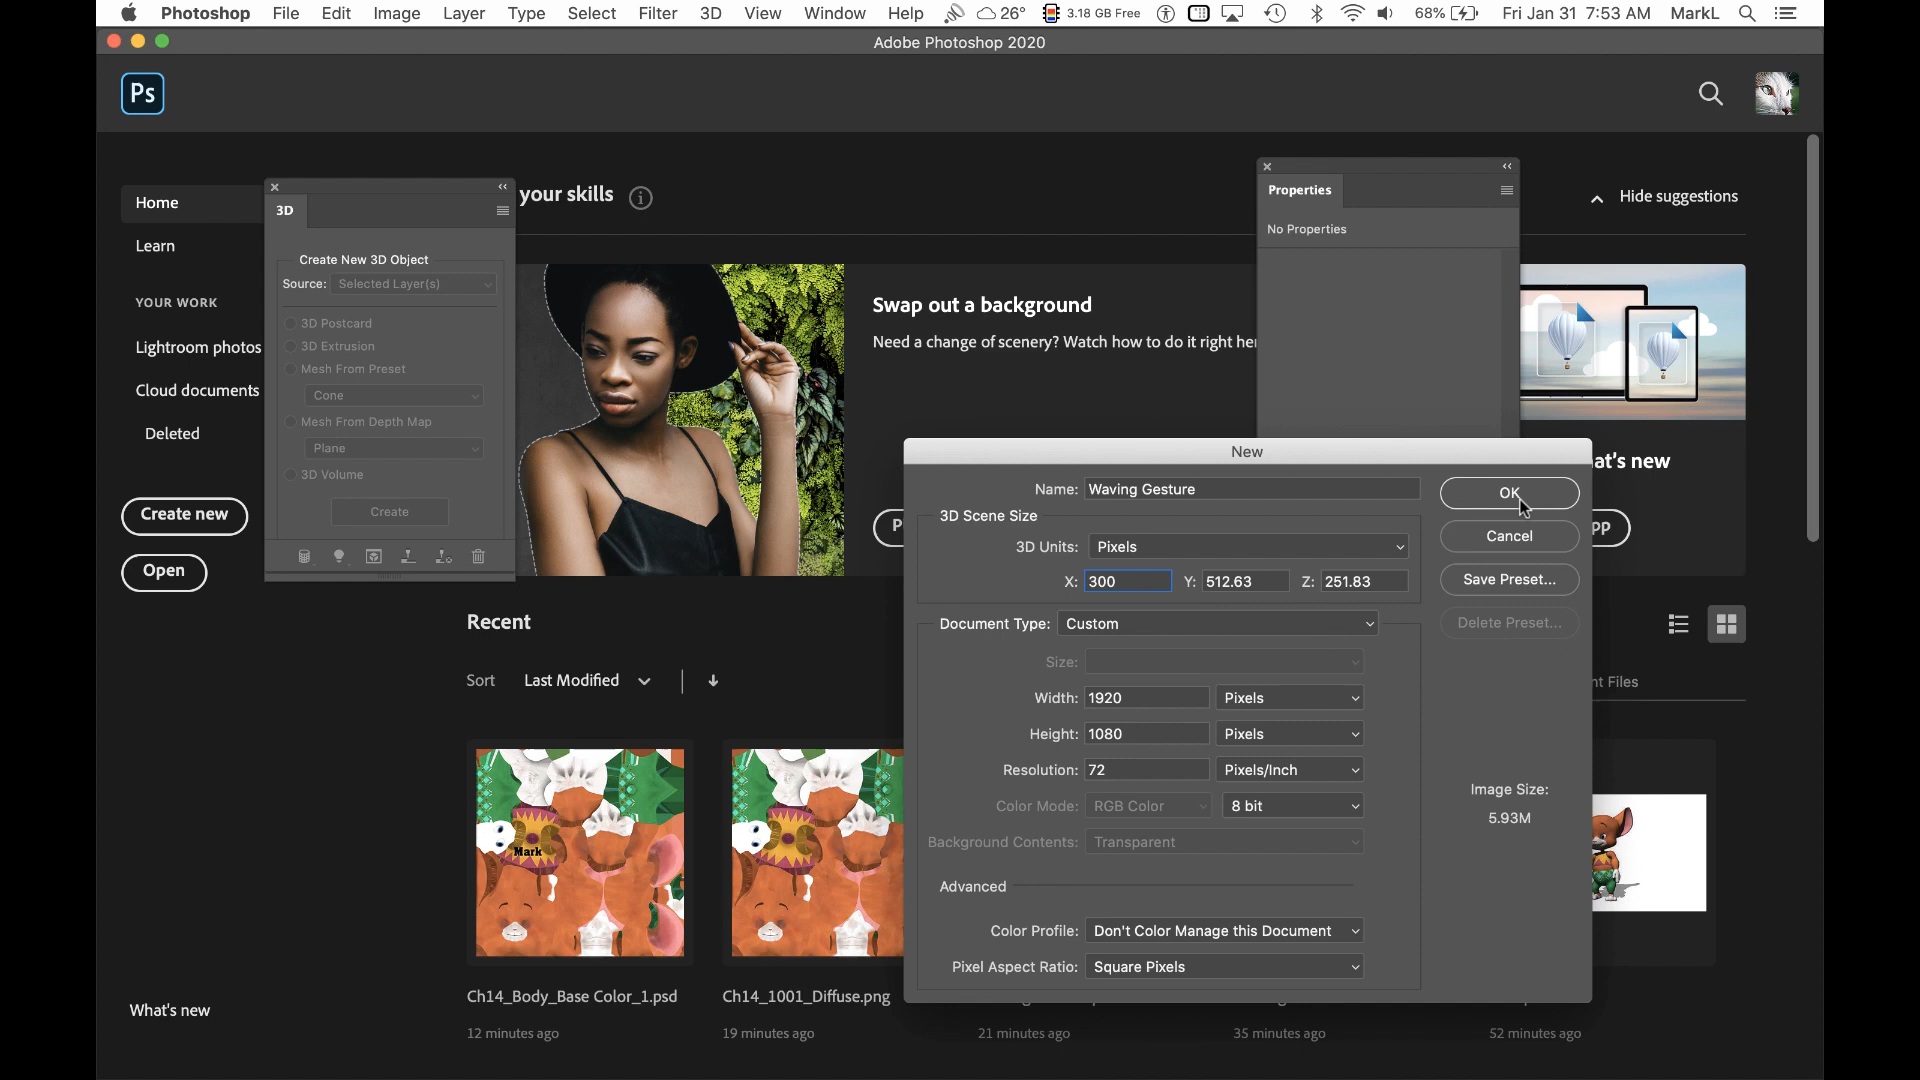 Photoshop File Edit Image Layer Type Select Filter 3D View Window Help 26° 3.18 GB Free 68% Fri Jan 31 7:53 AM MarkL
Adobe Photoshop 2020
Ps
Home
Learn
YOUR WORK
Lightroom photos
Cloud documents
Deleted
Create new
Open
What's new
3D
Create New 3D Object
Source: Selected Layer(s)
3D Postcard
3D Extrusion
Mesh From Preset
Cone
Mesh From Depth Map
Plane
3D Volume
Create
your skills
Hide suggestions
Properties
No Properties
Swap out a background
Need a change of scenery? Watch how to do it right her
at's new
PP
New
Name: Waving Gesture
OK
3D Scene Size
Cancel
3D Units: Pixels
X: 300 Y: 512.63 Z: 251.83
Save Preset...
Document Type: Custom
Delete Preset...
Size:
Width: 1920 Pixels
Height: 1080 Pixels
Resolution: 72 Pixels/Inch
Image Size:
5.93M
Color Mode: RGB Color 8 bit
Background Contents: Transparent
Advanced
Color Profile: Don't Color Manage this Document
Pixel Aspect Ratio: Square Pixels
Recent
Sort Last Modified
nt Files
Mark
Ch14_Body_Base Color_1.psd
12 minutes ago
Ch14_1001_Diffuse.png
19 minutes ago
21 minutes ago
35 minutes ago
52 minutes ago